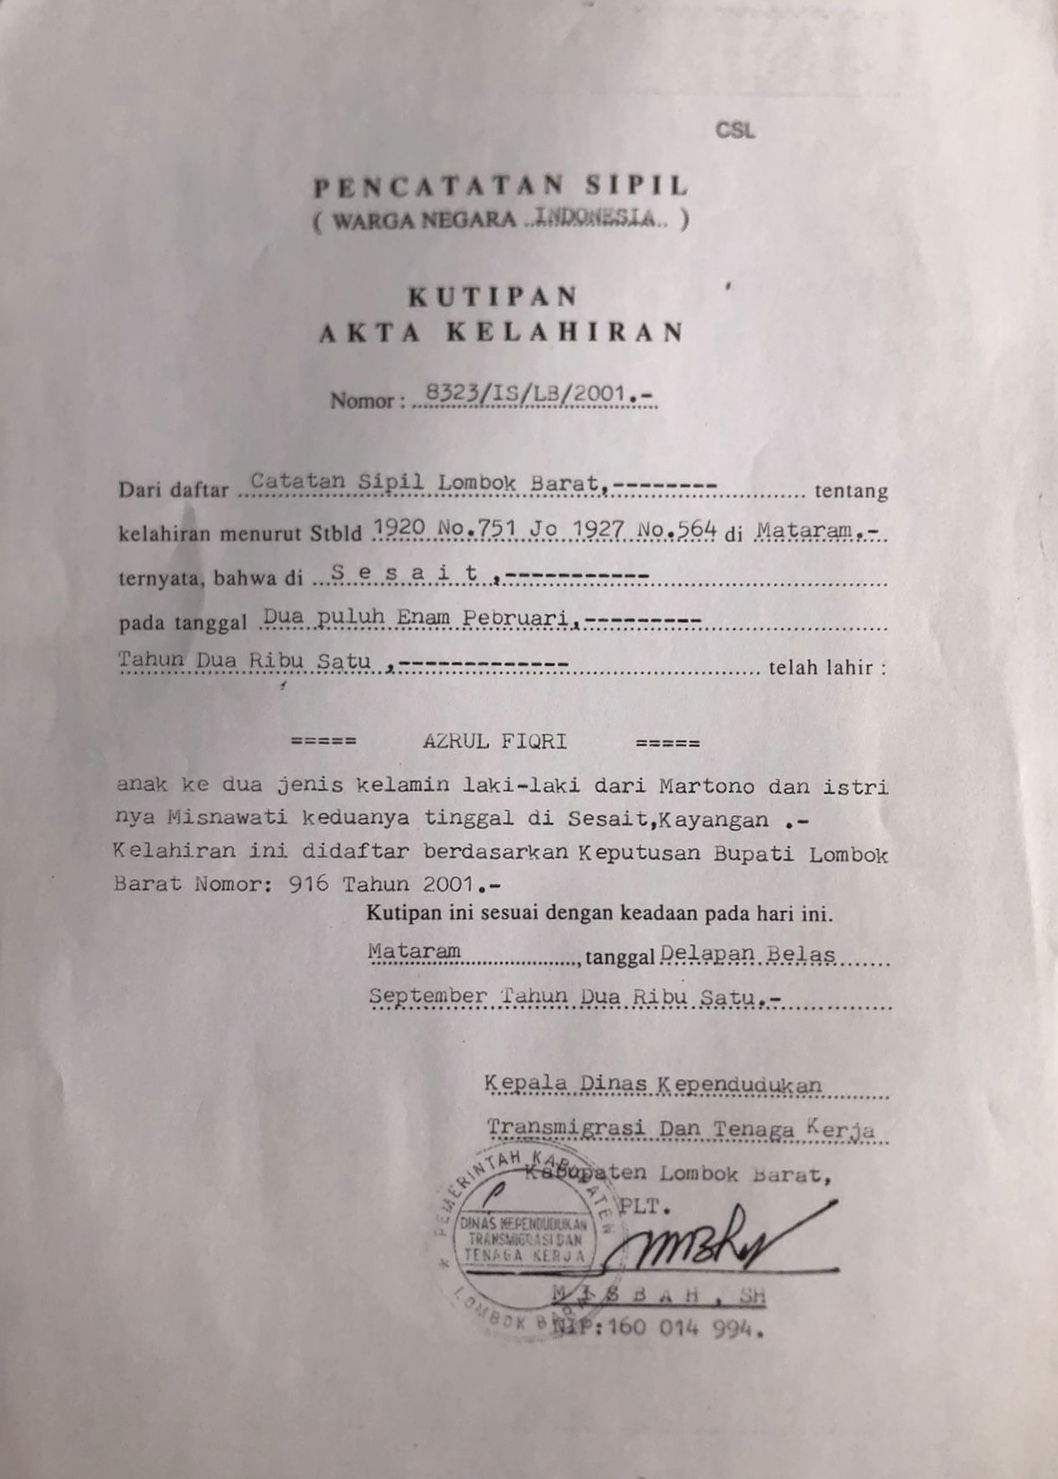 CSL
PENCATATAN SIPIL
( WARGA NEGARA ..INDONESIA.. )
KUTIPAN
AKTA KELAHIRAN
Nomor : ..8323/IS/LB/2001.-
Dari daftar ..Catatan Sipil Lombok Barat,--------.......... tentang
kelahiran menurut Stbld 1920 No.751 Jo 1927 No.564 di Mataram.-
ternyata, bahwa di ...S e s a i t ,-----------
pada tanggal Dua puluh Enam Pebruari,---------
Tahun Dua Ribu Satu ,-------------.......... telah lahir :
===== AZRUL FIQRI =====
anak ke dua jenis kelamin laki-laki dari Martono dan istri
nya Misnawati keduanya tinggal di Sesait,Kayangan .-
Kelahiran ini didaftar berdasarkan Keputusan Bupati Lombok
Barat Nomor: 916 Tahun 2001.-
Kutipan ini sesuai dengan keadaan pada hari ini.
Mataram.........., tanggal Delapan Belas.......
September Tahun Dua Ribu Satu.-
Kepala Dinas Kependudukan
Transmigrasi Dan Tenaga Kerja
Kabupaten Lombok Barat,
PLT.
PEMERINTAH KABUPATEN
DINAS KEPENDUDUKAN
TRANSMIGRASI DAN
TENAGA KERJA
LOMBOK BARAT
M I S B A H , SH
NIP:160 014 994.